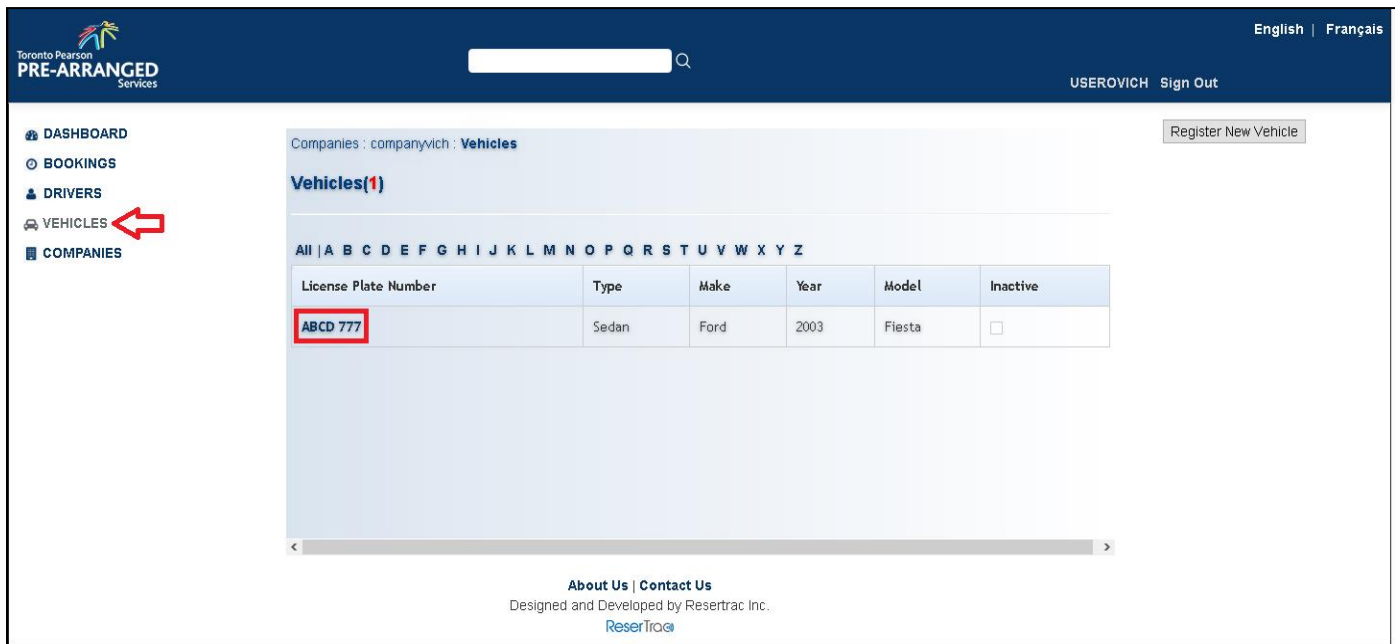 English | Français
Toronto Pearson
PRE-ARRANGED
Services
USEROVICH Sign Out
DASHBOARD
BOOKINGS
DRIVERS
VEHICLES
COMPANIES
Companies : companyvich : Vehicles
Register New Vehicle
Vehicles(1)
All | A B C D E F G H I J K L M N O P Q R S T U V W X Y Z
License Plate Number Type Make Year Model Inactive
ABCD 777 Sedan Ford 2003 Fiesta
About Us | Contact Us
Designed and Developed by Resertrac Inc.
ReserTrac